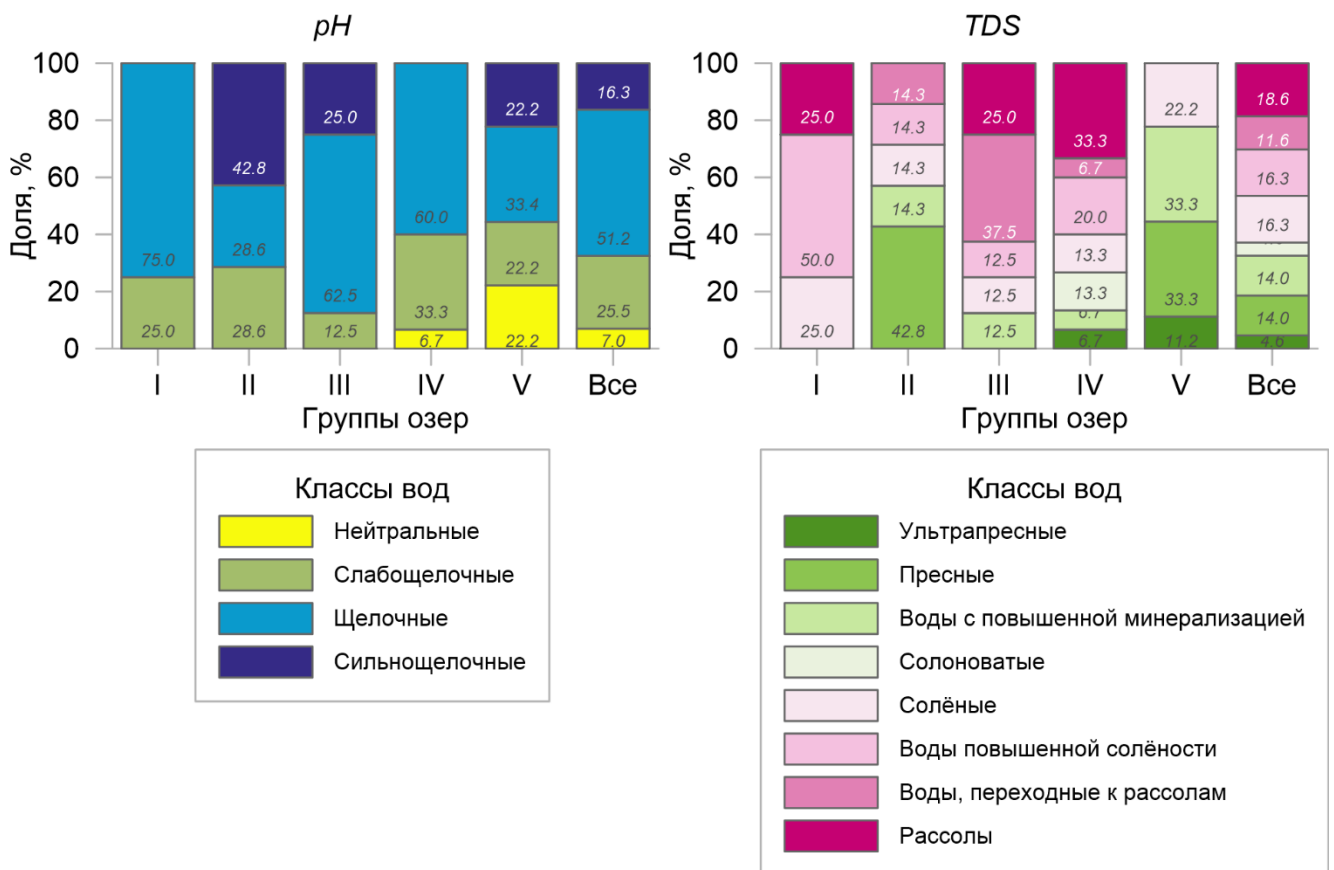 pH
100
80
60
40
20
0
Доля, %
75.0
25.0
42.8
28.6
28.6
25.0
62.5
12.5
60.0
33.3
6.7
22.2
33.4
22.2
22.2
16.3
51.2
25.5
7.0
I II III IV V Все
Группы озер
Классы вод
Нейтральные
Слабощелочные
Щелочные
Сильнощелочные
TDS
100
80
60
40
20
0
Доля, %
25.0
50.0
25.0
14.3
14.3
14.3
14.3
42.8
25.0
37.5
12.5
12.5
12.5
33.3
6.7
20.0
13.3
13.3
6.7
6.7
22.2
33.3
33.3
11.2
18.6
11.6
16.3
16.3
14.0
14.0
4.6
I II III IV V Все
Группы озер
Классы вод
Ультрапресные
Пресные
Воды с повышенной минерализацией
Солоноватые
Солёные
Воды повышенной солёности
Воды, переходные к рассолам
Рассолы